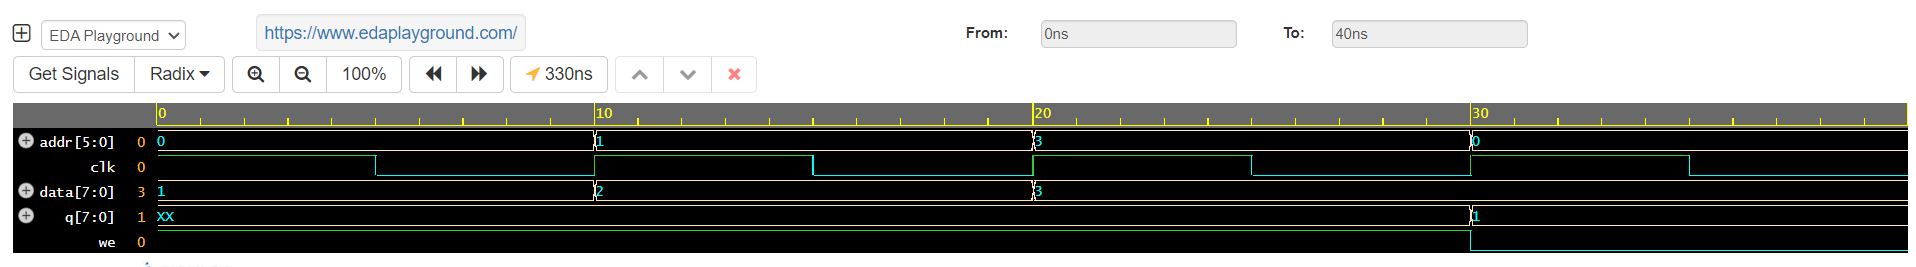 EDA Playground https://www.edaplayground.com/ From: 0ns To: 40ns
Get Signals Radix 100% 330ns
0 10 20 30
addr[5:0] 0 0 1 3 0
clk 0
data[7:0] 3 1 2 3
q[7:0] 1 XX 1
we 0